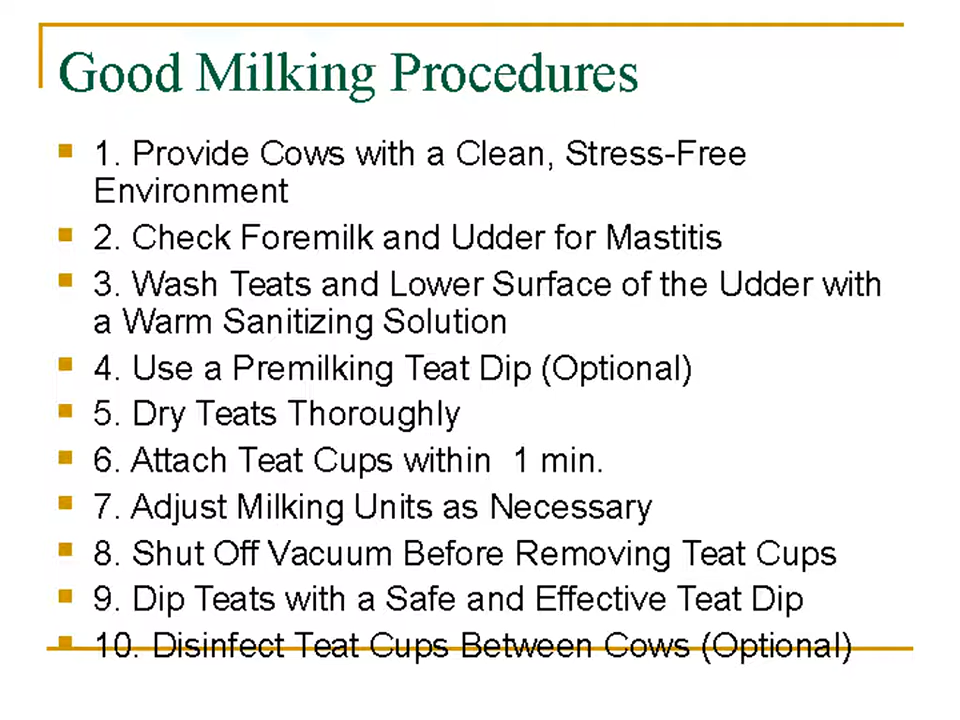 Good Milking Procedures
1. Provide Cows with a Clean, Stress-Free
Environment
2. Check Foremilk and Udder for Mastitis
3. Wash Teats and Lower Surface of the Udder with
a Warm Sanitizing Solution
4. Use a Premilking Teat Dip (Optional)
5. Dry Teats Thoroughly
6. Attach Teat Cups within  1 min.
7. Adjust Milking Units as Necessary
8. Shut Off Vacuum Before Removing Teat Cups
9. Dip Teats with a Safe and Effective Teat Dip
10. Disinfect Teat Cups Between Cows (Optional)